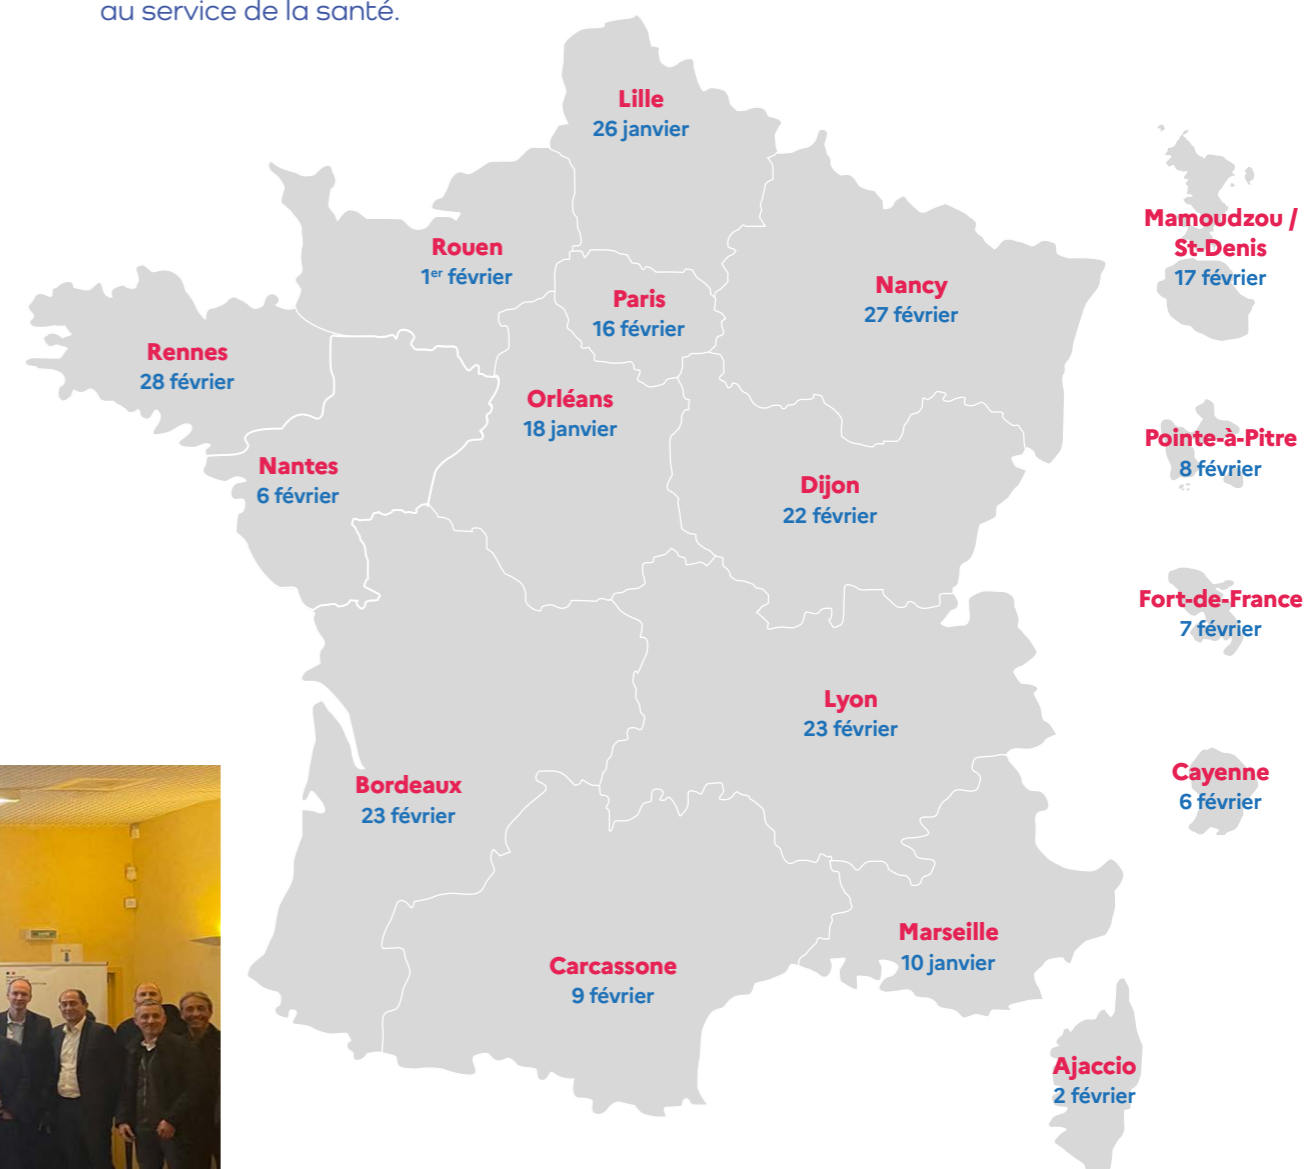 au service de la santé.
Lille
26 janvier
Rouen
1er février
Paris
16 février
Nancy
27 février
Mamoudzou /
St-Denis
17 février
Rennes
28 février
Orléans
18 janvier
Nantes
6 février
Dijon
22 février
Pointe-à-Pitre
8 février
Fort-de-France
7 février
Lyon
23 février
Bordeaux
23 février
Cayenne
6 février
Marseille
10 janvier
Carcassone
9 février
Ajaccio
2 février